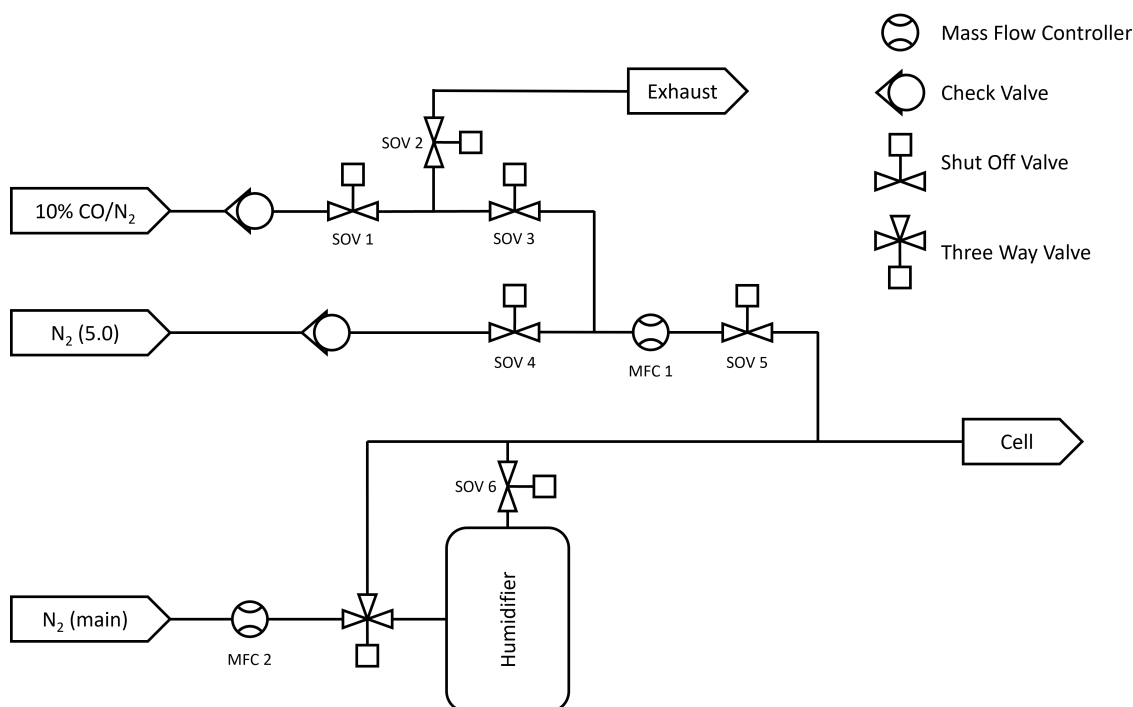 Mass Flow Controller
Exhaust
Check Valve
SOV 2
Shut Off Valve
10% CO/N₂
SOV 1
SOV 3
Three Way Valve
N₂ (5.0)
SOV 4
MFC 1
SOV 5
Cell
SOV 6
Humidifier
N₂ (main)
MFC 2